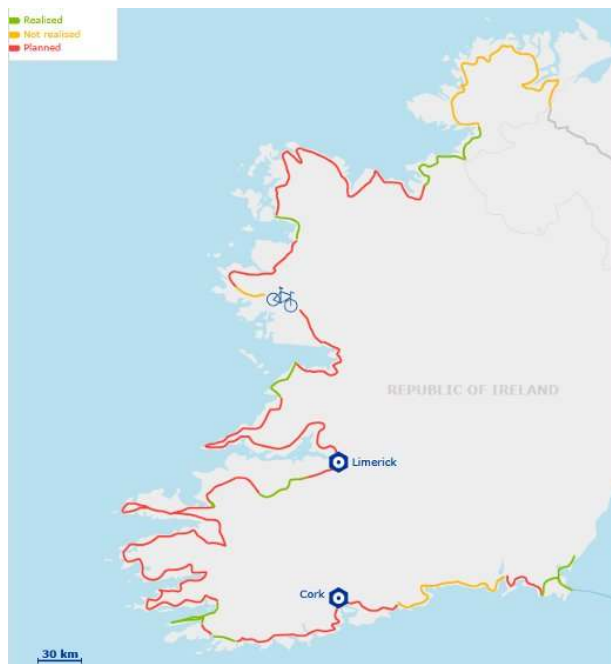 Realised
Not realised
Planned
REPUBLIC OF IRELAND
Limerick
Cork
30 km